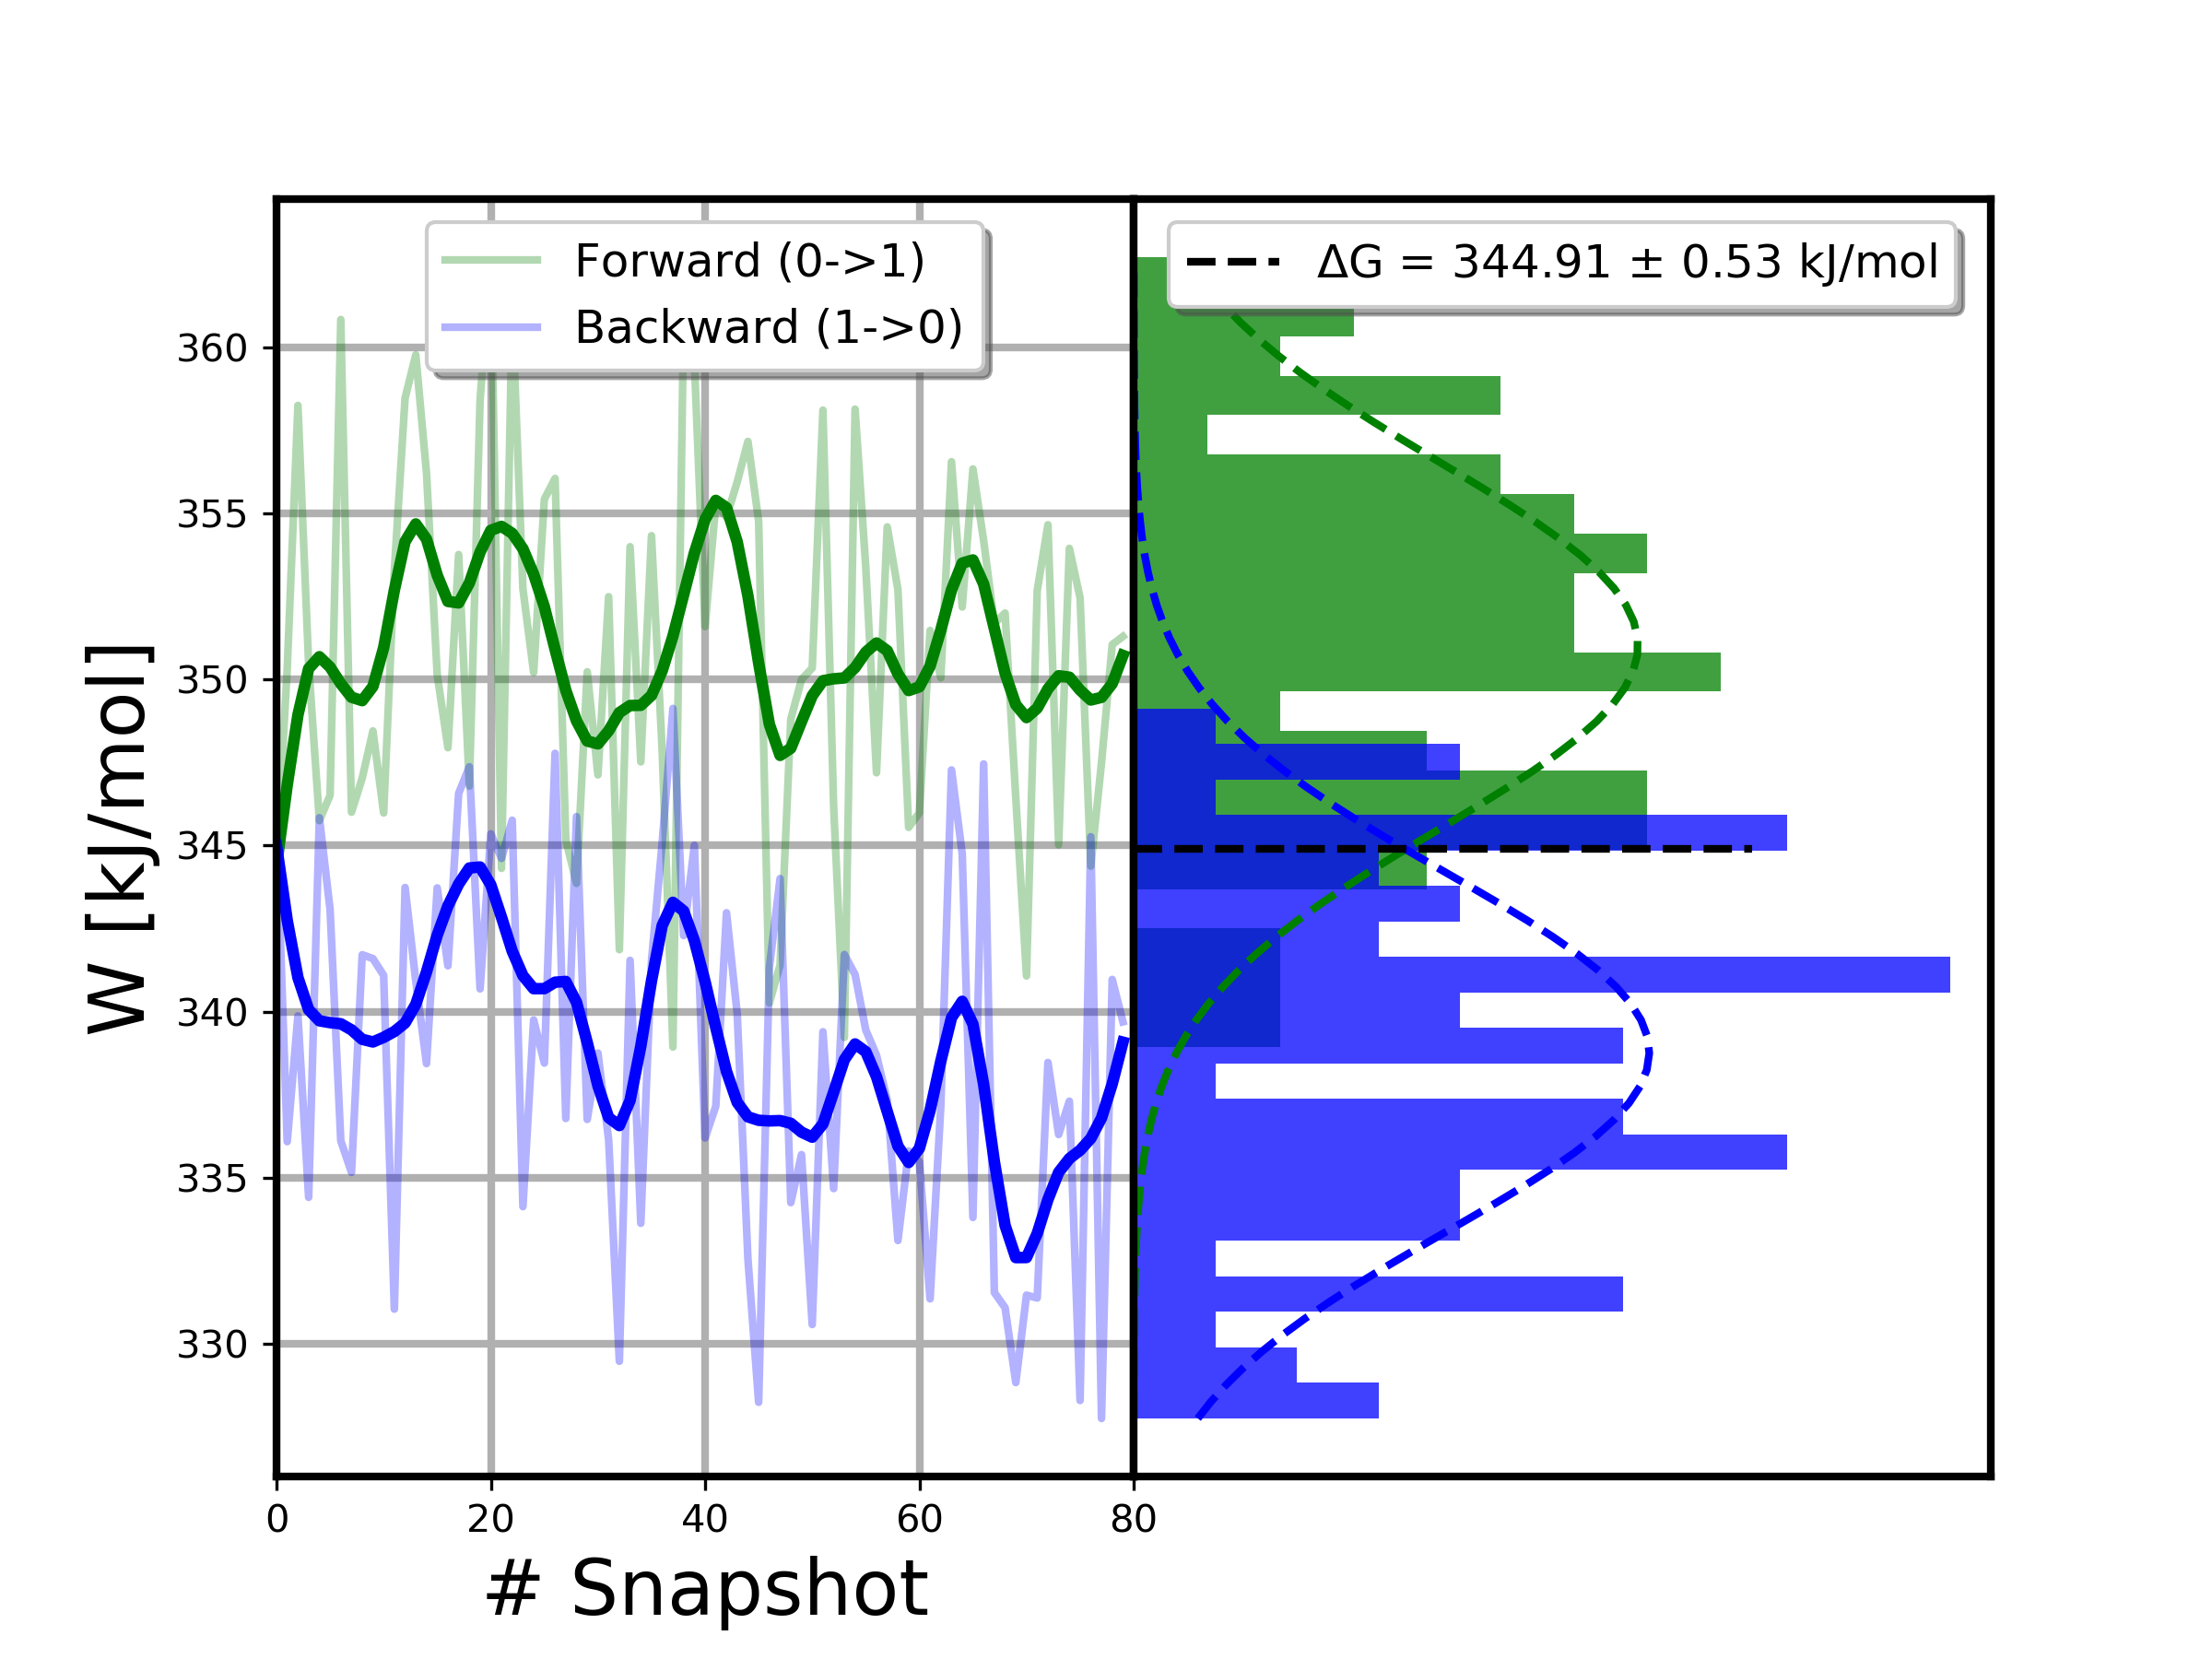 Forward (0->1)
Backward (1->0)
ΔG = 344.91 ± 0.53 kJ/mol
W [kJ/mol]
360
355
350
345
340
335
330
0 20 40 60 80
# Snapshot